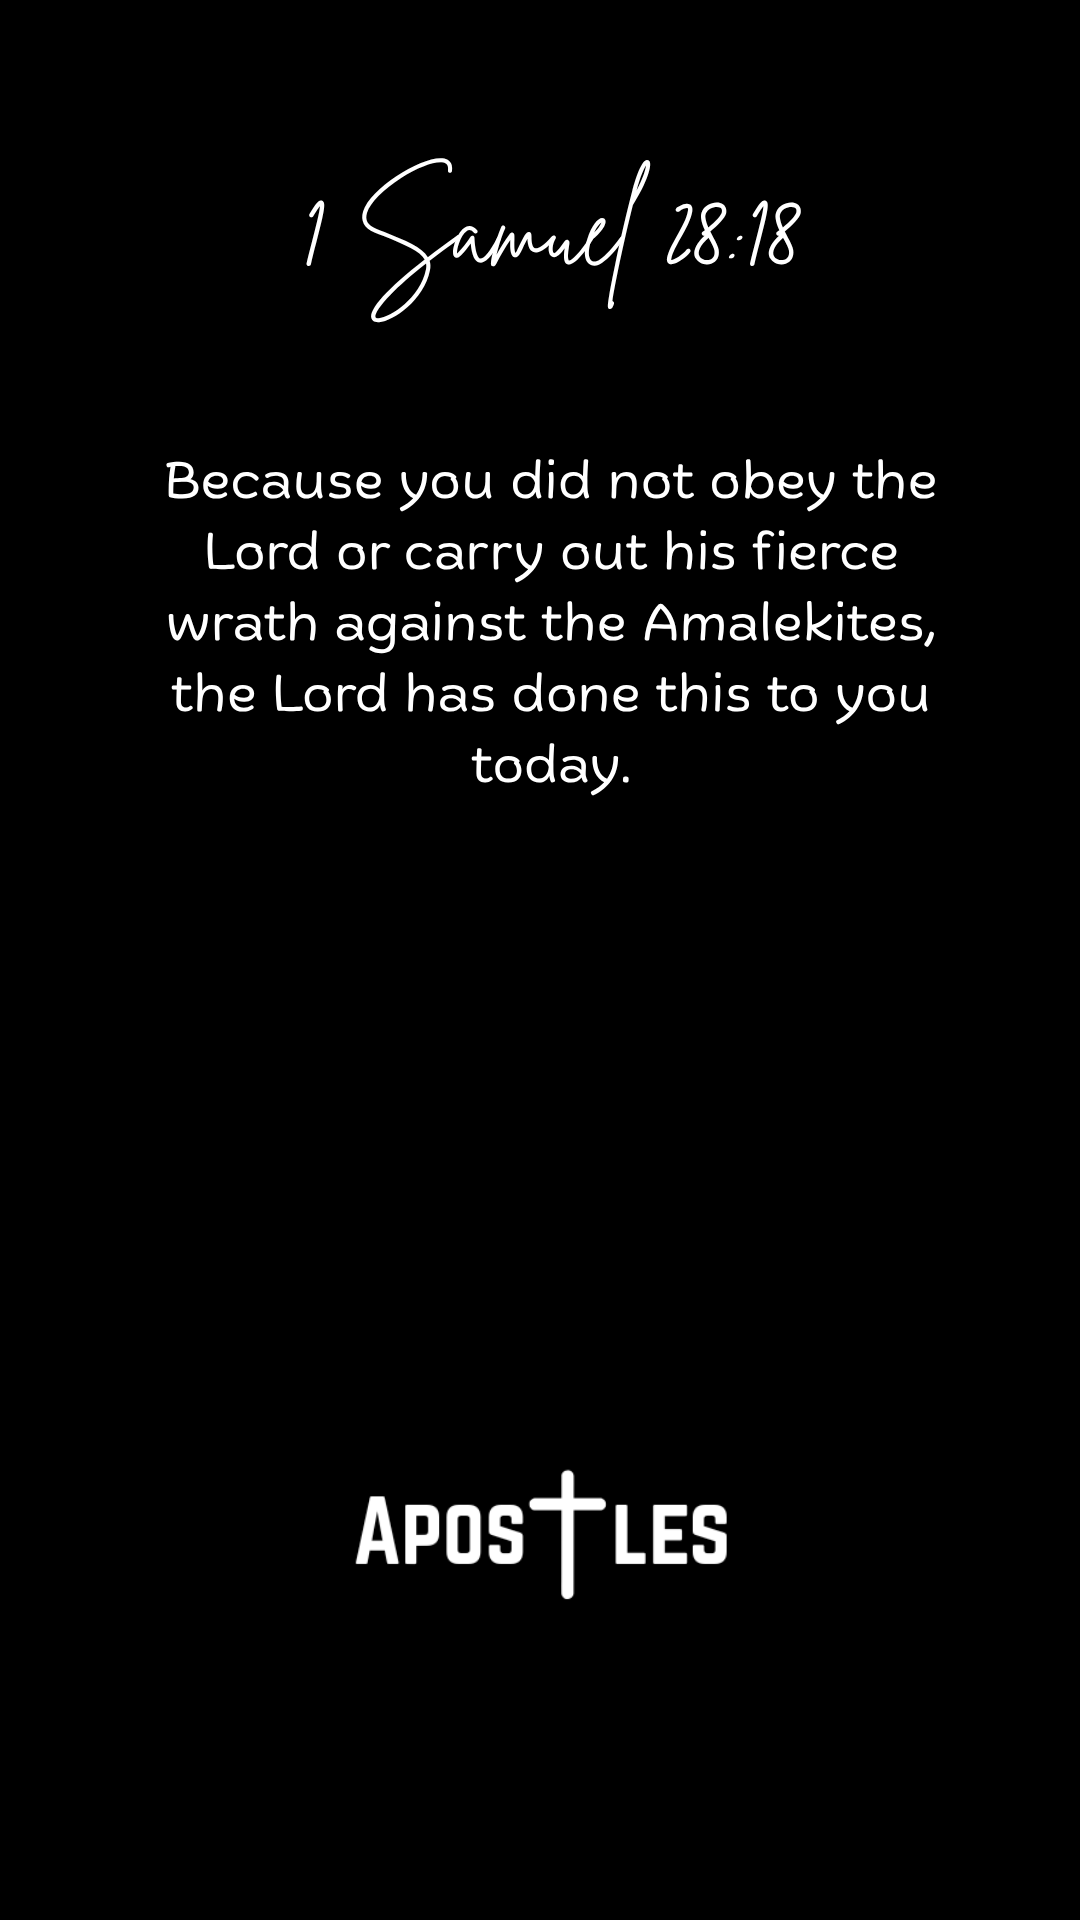 1 Samuel 28:18
Because you did not obey the
Lord or carry out his fierce
wrath against the Amalekites,
the Lord has done this to you
today.
Apostles